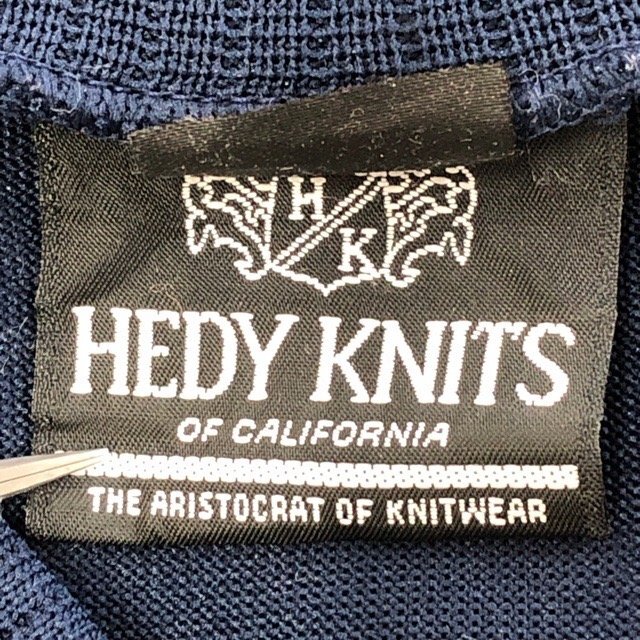 H
K
HEDY KNITS
OF CALIFORNIA
THE ARISTOCRAT OF KNITWEAR